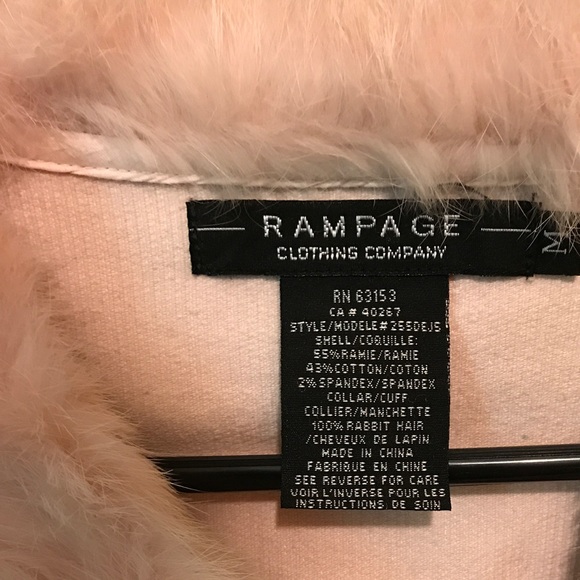 RAMPAGE
CLOTHING COMPANY
M
RN 63153
CA # 40267
STYLE/MODELE#255DEJ5
SHELL/COQUILLE:
55%RAMIE/RAMIE
43%COTTON/COTON
2%SPANDEX/SPANDEX
COLLAR/CUFF
COLLIER/MANCHETTE
100%RABBIT HAIR
/CHEVEUX DE LAPIN
MADE IN CHINA
FABRIQUE EN CHINE
SEE REVERSE FOR CARE
VOIR L'INVERSE POUR LES
INSTRUCTIONS DE SOIN